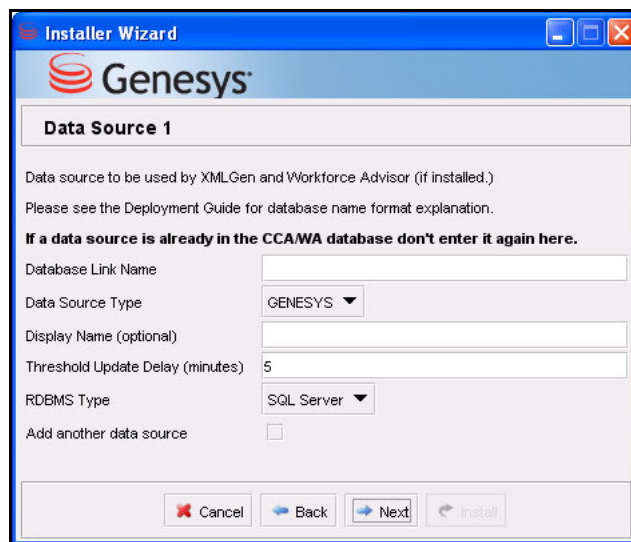 Installer Wizard
Genesys
Data Source 1
Data source to be used by XMLGen and Workforce Advisor (if installed.)
Please see the Deployment Guide for database name format explanation.
If a data source is already in the CCA/WA database don't enter it again here.
Database Link Name
Data Source Type GENESYS
Display Name (optional)
Threshold Update Delay (minutes) 5
RDBMS Type SQL Server
Add another data source
Cancel Back Next Install